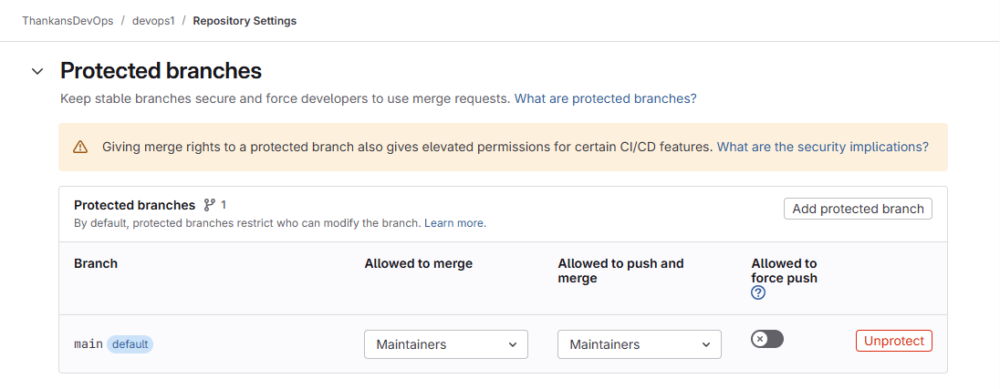 ThankansDevOps / devops1 / Repository Settings
Protected branches
Keep stable branches secure and force developers to use merge requests. What are protected branches?
Giving merge rights to a protected branch also gives elevated permissions for certain CI/CD features. What are the security implications?
Protected branches 1
Add protected branch
By default, protected branches restrict who can modify the branch. Learn more.
Branch
Allowed to merge
Allowed to push and
merge
Allowed to
force push
?
main default
Maintainers
Maintainers
Unprotect